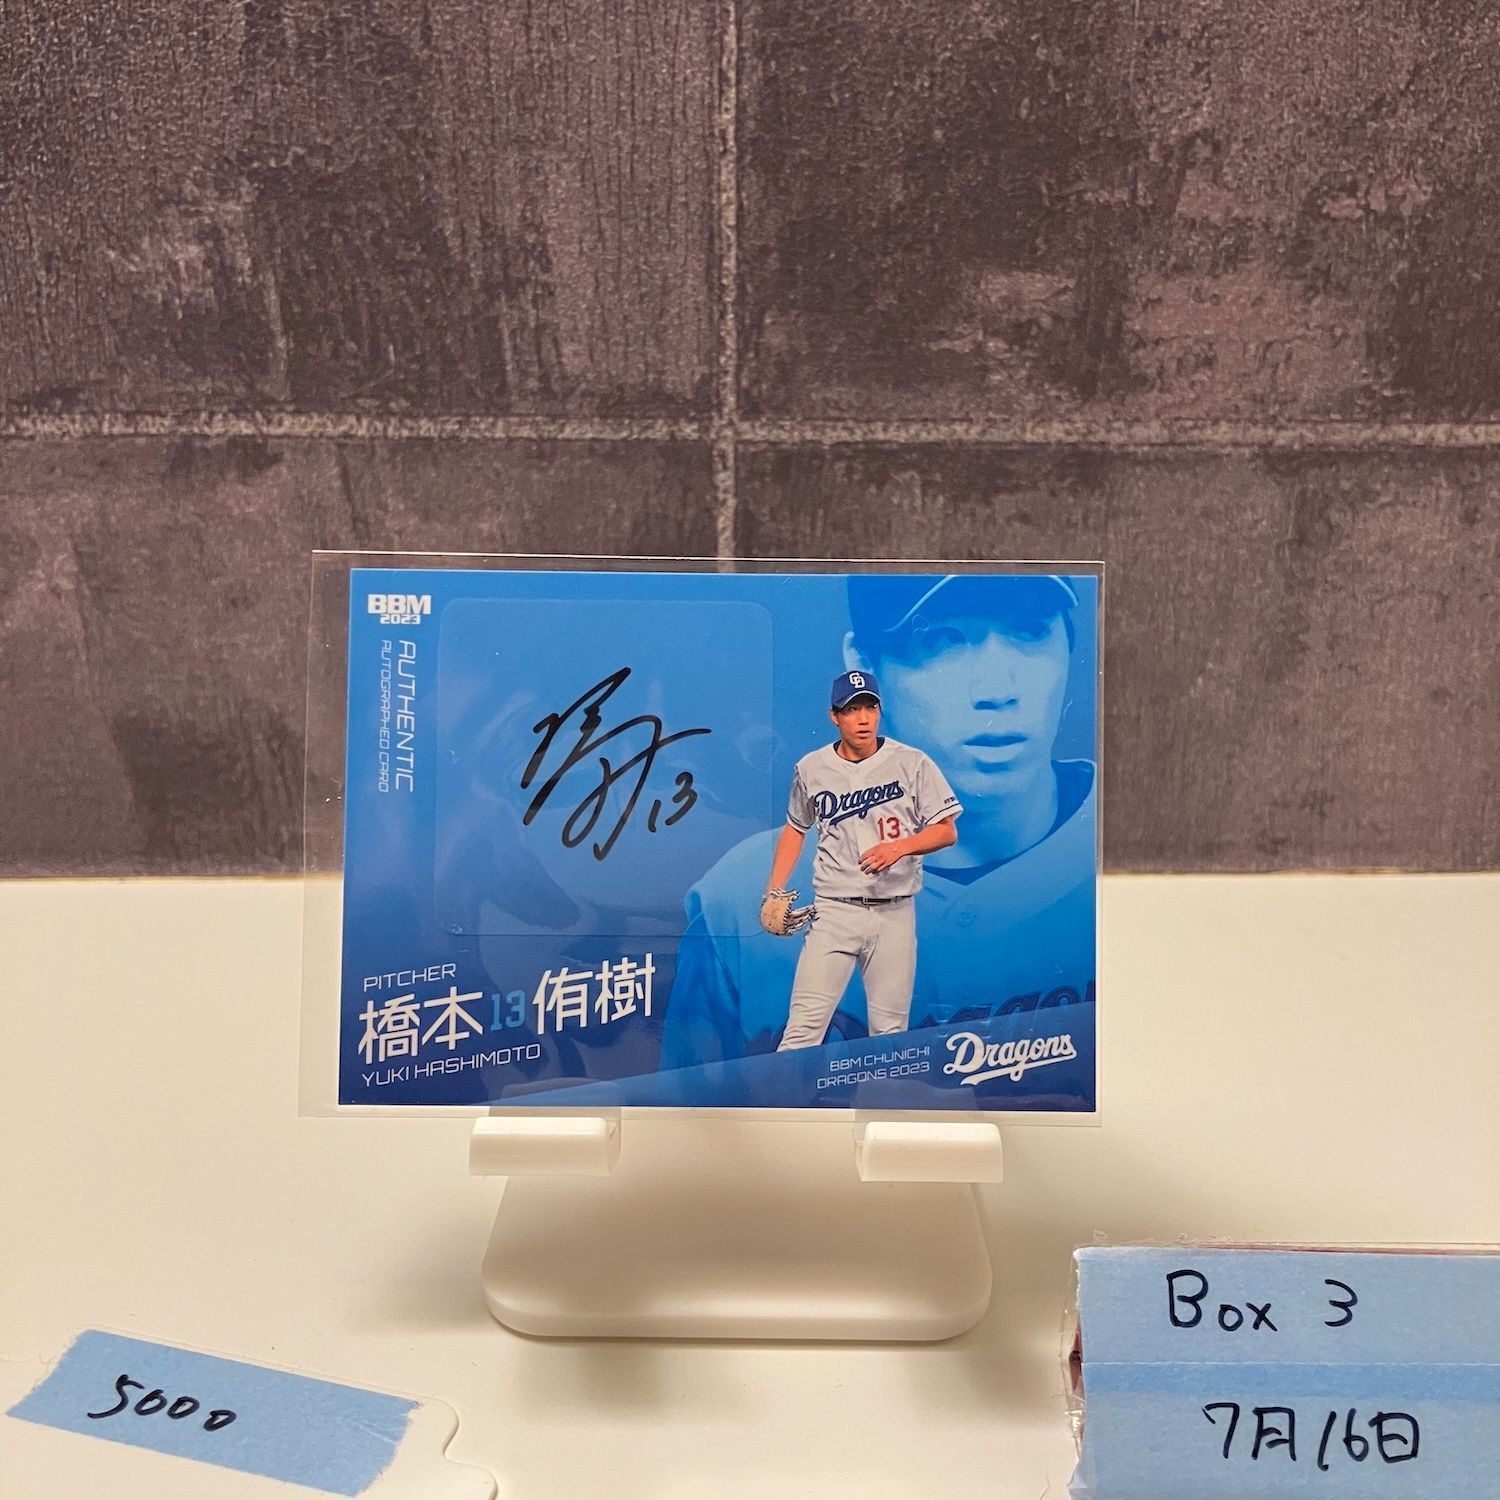 BBM
2023
AUTHENTIC
AUTOGRAPHED CARD
13
Dragons
13
PITCHER
橋本 13 侑樹
YUKI HASHIMOTO
BBM CHUNICHI
DRAGONS 2023
Dragons
5000
Box 3
7月16日